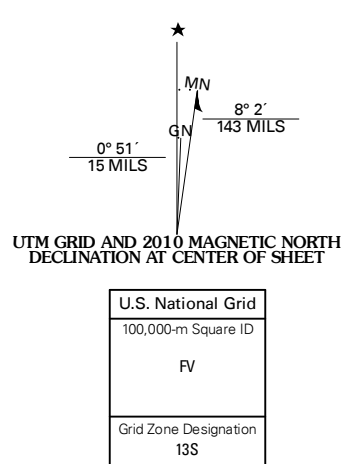 ★
MN
8° 2´
143 MILS
GN
0° 51´
15 MILS
UTM GRID AND 2010 MAGNETIC NORTH
DECLINATION AT CENTER OF SHEET
U.S. National Grid
100,000-m Square ID
FV
Grid Zone Designation
13S